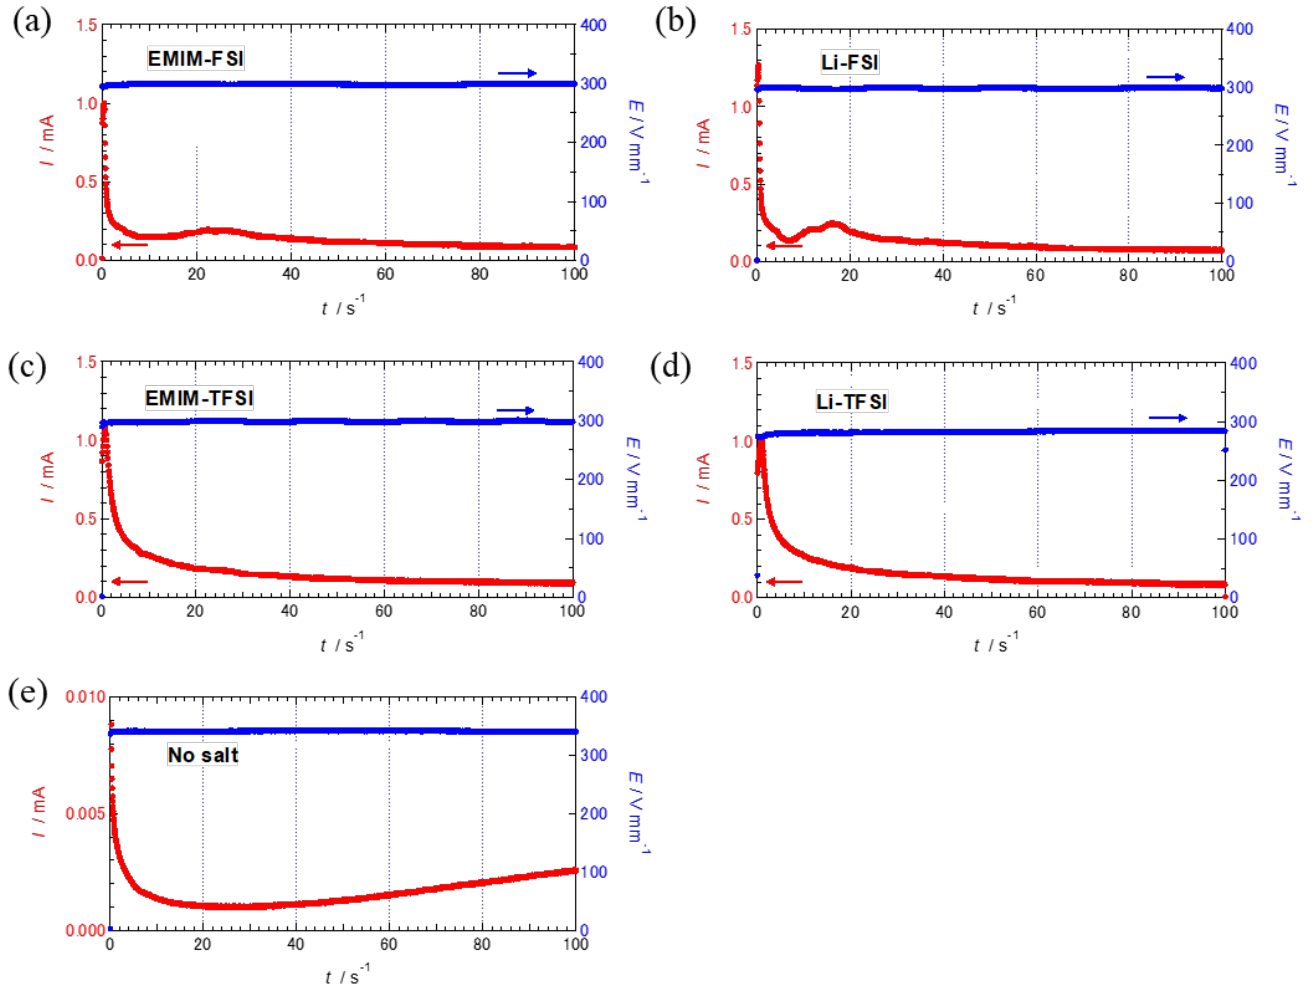 (a)
EMIM-FSI
1.5
1.0
0.5
0.0
I / mA
400
300
200
100
0
E / V mm-1
0 20 40 60 80 100
t / s-1
(b)
Li-FSI
1.5
1.0
0.5
0.0
I / mA
400
300
200
100
0
E / V mm-1
0 20 40 60 80 100
t / s-1
(c)
EMIM-TFSI
1.5
1.0
0.5
0.0
I / mA
400
300
200
100
0
E / V mm-1
0 20 40 60 80 100
t / s-1
(d)
Li-TFSI
1.5
1.0
0.5
0.0
I / mA
400
300
200
100
0
E / V mm-1
0 20 40 60 80 100
t / s-1
(e)
No salt
0.010
0.005
0.000
I / mA
400
300
200
100
0
E / V mm-1
0 20 40 60 80 100
t / s-1